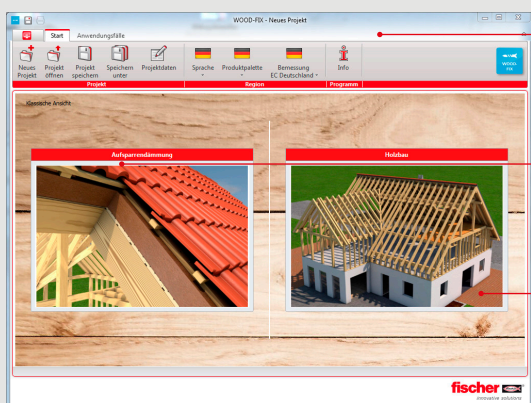 WOOD-FIX - Neues Projekt
Start Anwendungsfälle
Neues Projekt
Projekt öffnen
Projekt speichern
Speichern unter
Projektdaten
Sprache
Produktpalette
Bemessung EC Deutschland
Info
Projekt Region Programm
WOOD-FIX
Klassische Ansicht
Aufsparrendämmung
Holzbau
fischer
innovative solutions